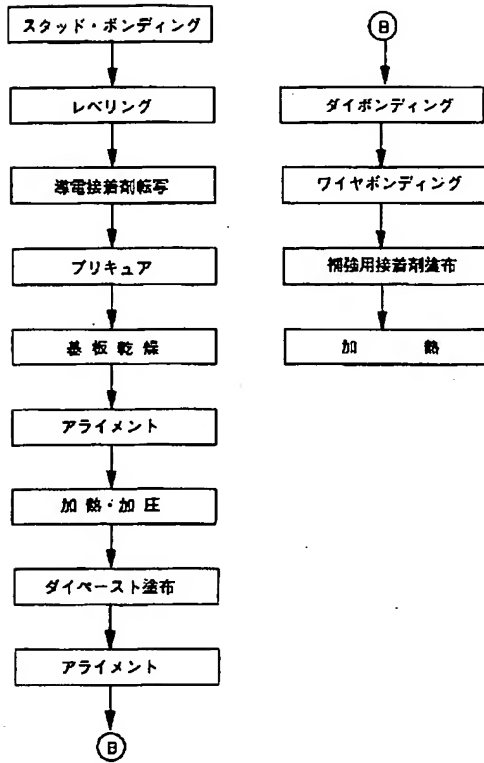 スタッド・ボンディング
レベリング
導電接着剤転写
プリキュア
基板乾燥
アライメント
加熱・加圧
ダイペースト塗布
アライメント
B
B
ダイボンディング
ワイヤボンディング
補強用接着剤塗布
加 熱